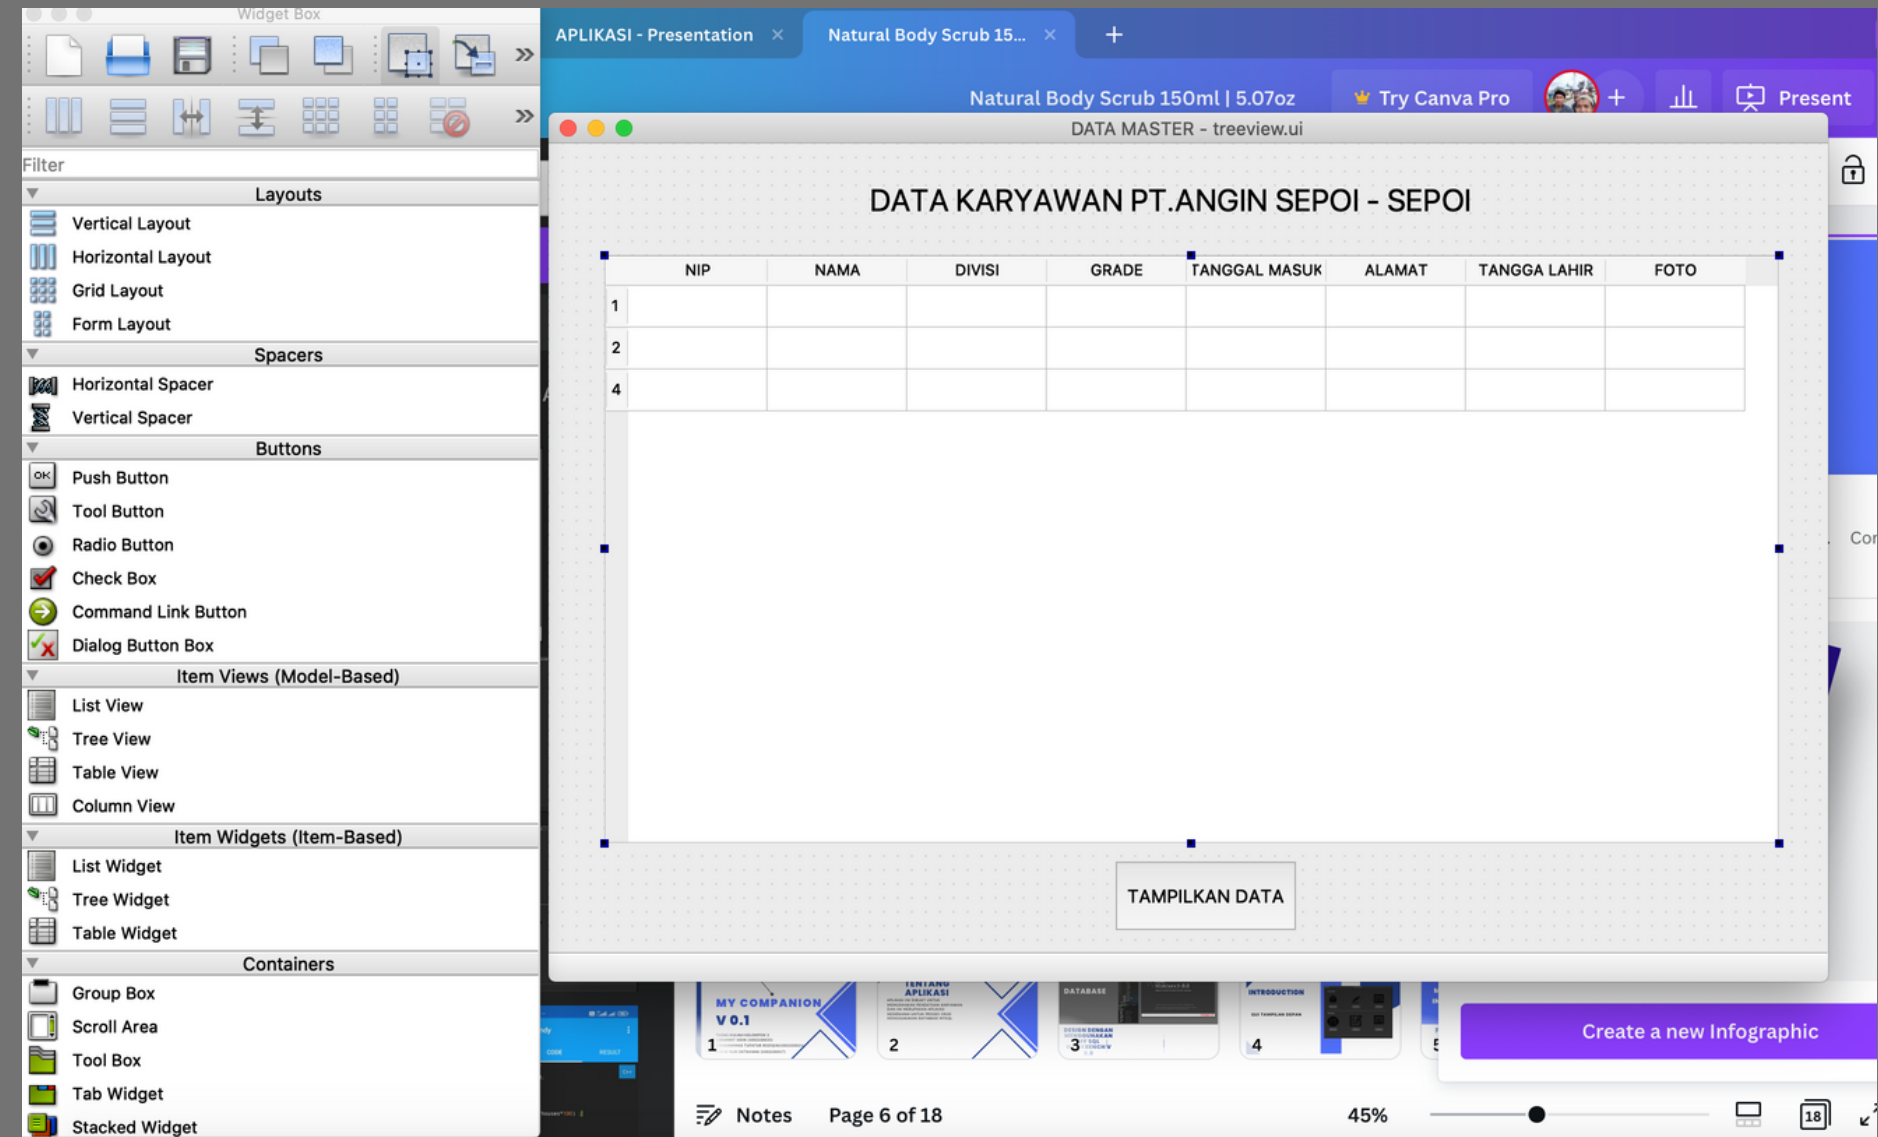 Widget Box
Filter
Layouts
Vertical Layout
Horizontal Layout
Grid Layout
Form Layout
Spacers
Horizontal Spacer
Vertical Spacer
Buttons
OK
Push Button
Tool Button
Radio Button
Check Box
Command Link Button
Dialog Button Box
Item Views (Model-Based)
List View
Tree View
Table View
Column View
Item Widgets (Item-Based)
List Widget
Tree Widget
Table Widget
Containers
Group Box
Scroll Area
Tool Box
Tab Widget
Stacked Widget
APLIKASI - Presentation
Natural Body Scrub 15...
Natural Body Scrub 150ml | 5.07oz
Try Canva Pro
Present
DATA MASTER - treeview.ui
DATA KARYAWAN PT.ANGIN SEPOI - SEPOI
NIP NAMA DIVISI GRADE TANGGAL MASUK ALAMAT TANGGA LAHIR FOTO
1
2
4
TAMPILKAN DATA
CODE RESULT
MY COMPANION
V 0.1
1
TENTANG
APLIKASI
2
DATABASE
3
INTRODUCTION
4
5
Create a new Infographic
Notes
Page 6 of 18
45%
18